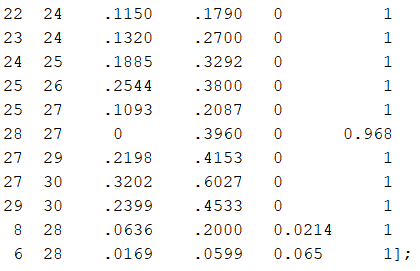 22 24 .1150 .1790 0 1
23 24 .1320 .2700 0 1
24 25 .1885 .3292 0 1
25 26 .2544 .3800 0 1
25 27 .1093 .2087 0 1
28 27 0 .3960 0 0.968
27 29 .2198 .4153 0 1
27 30 .3202 .6027 0 1
29 30 .2399 .4533 0 1
8 28 .0636 .2000 0.0214 1
6 28 .0169 .0599 0.065 1];